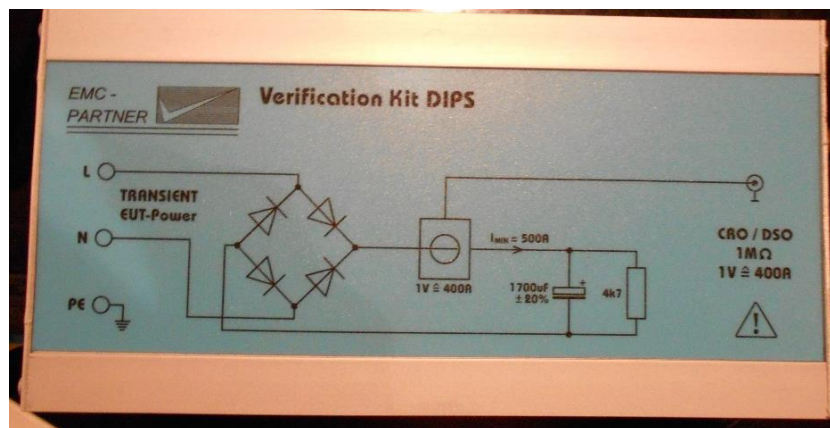 EMC -
PARTNER
Verification Kit DIPS
L
TRANSIENT
EUT-Power
N
PE
I MIN = 500A
1V ≙ 400A
1700uF
± 20%
+
4k7
CRO / DSO
1MΩ
1V ≙ 400A